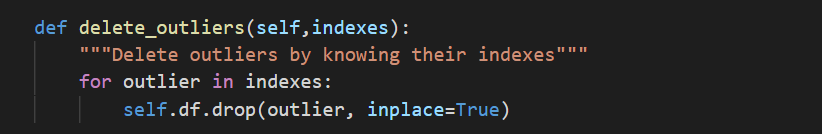 def delete_outliers(self,indexes):
    """Delete outliers by knowing their indexes"""
    for outlier in indexes:
        self.df.drop(outlier, inplace=True)